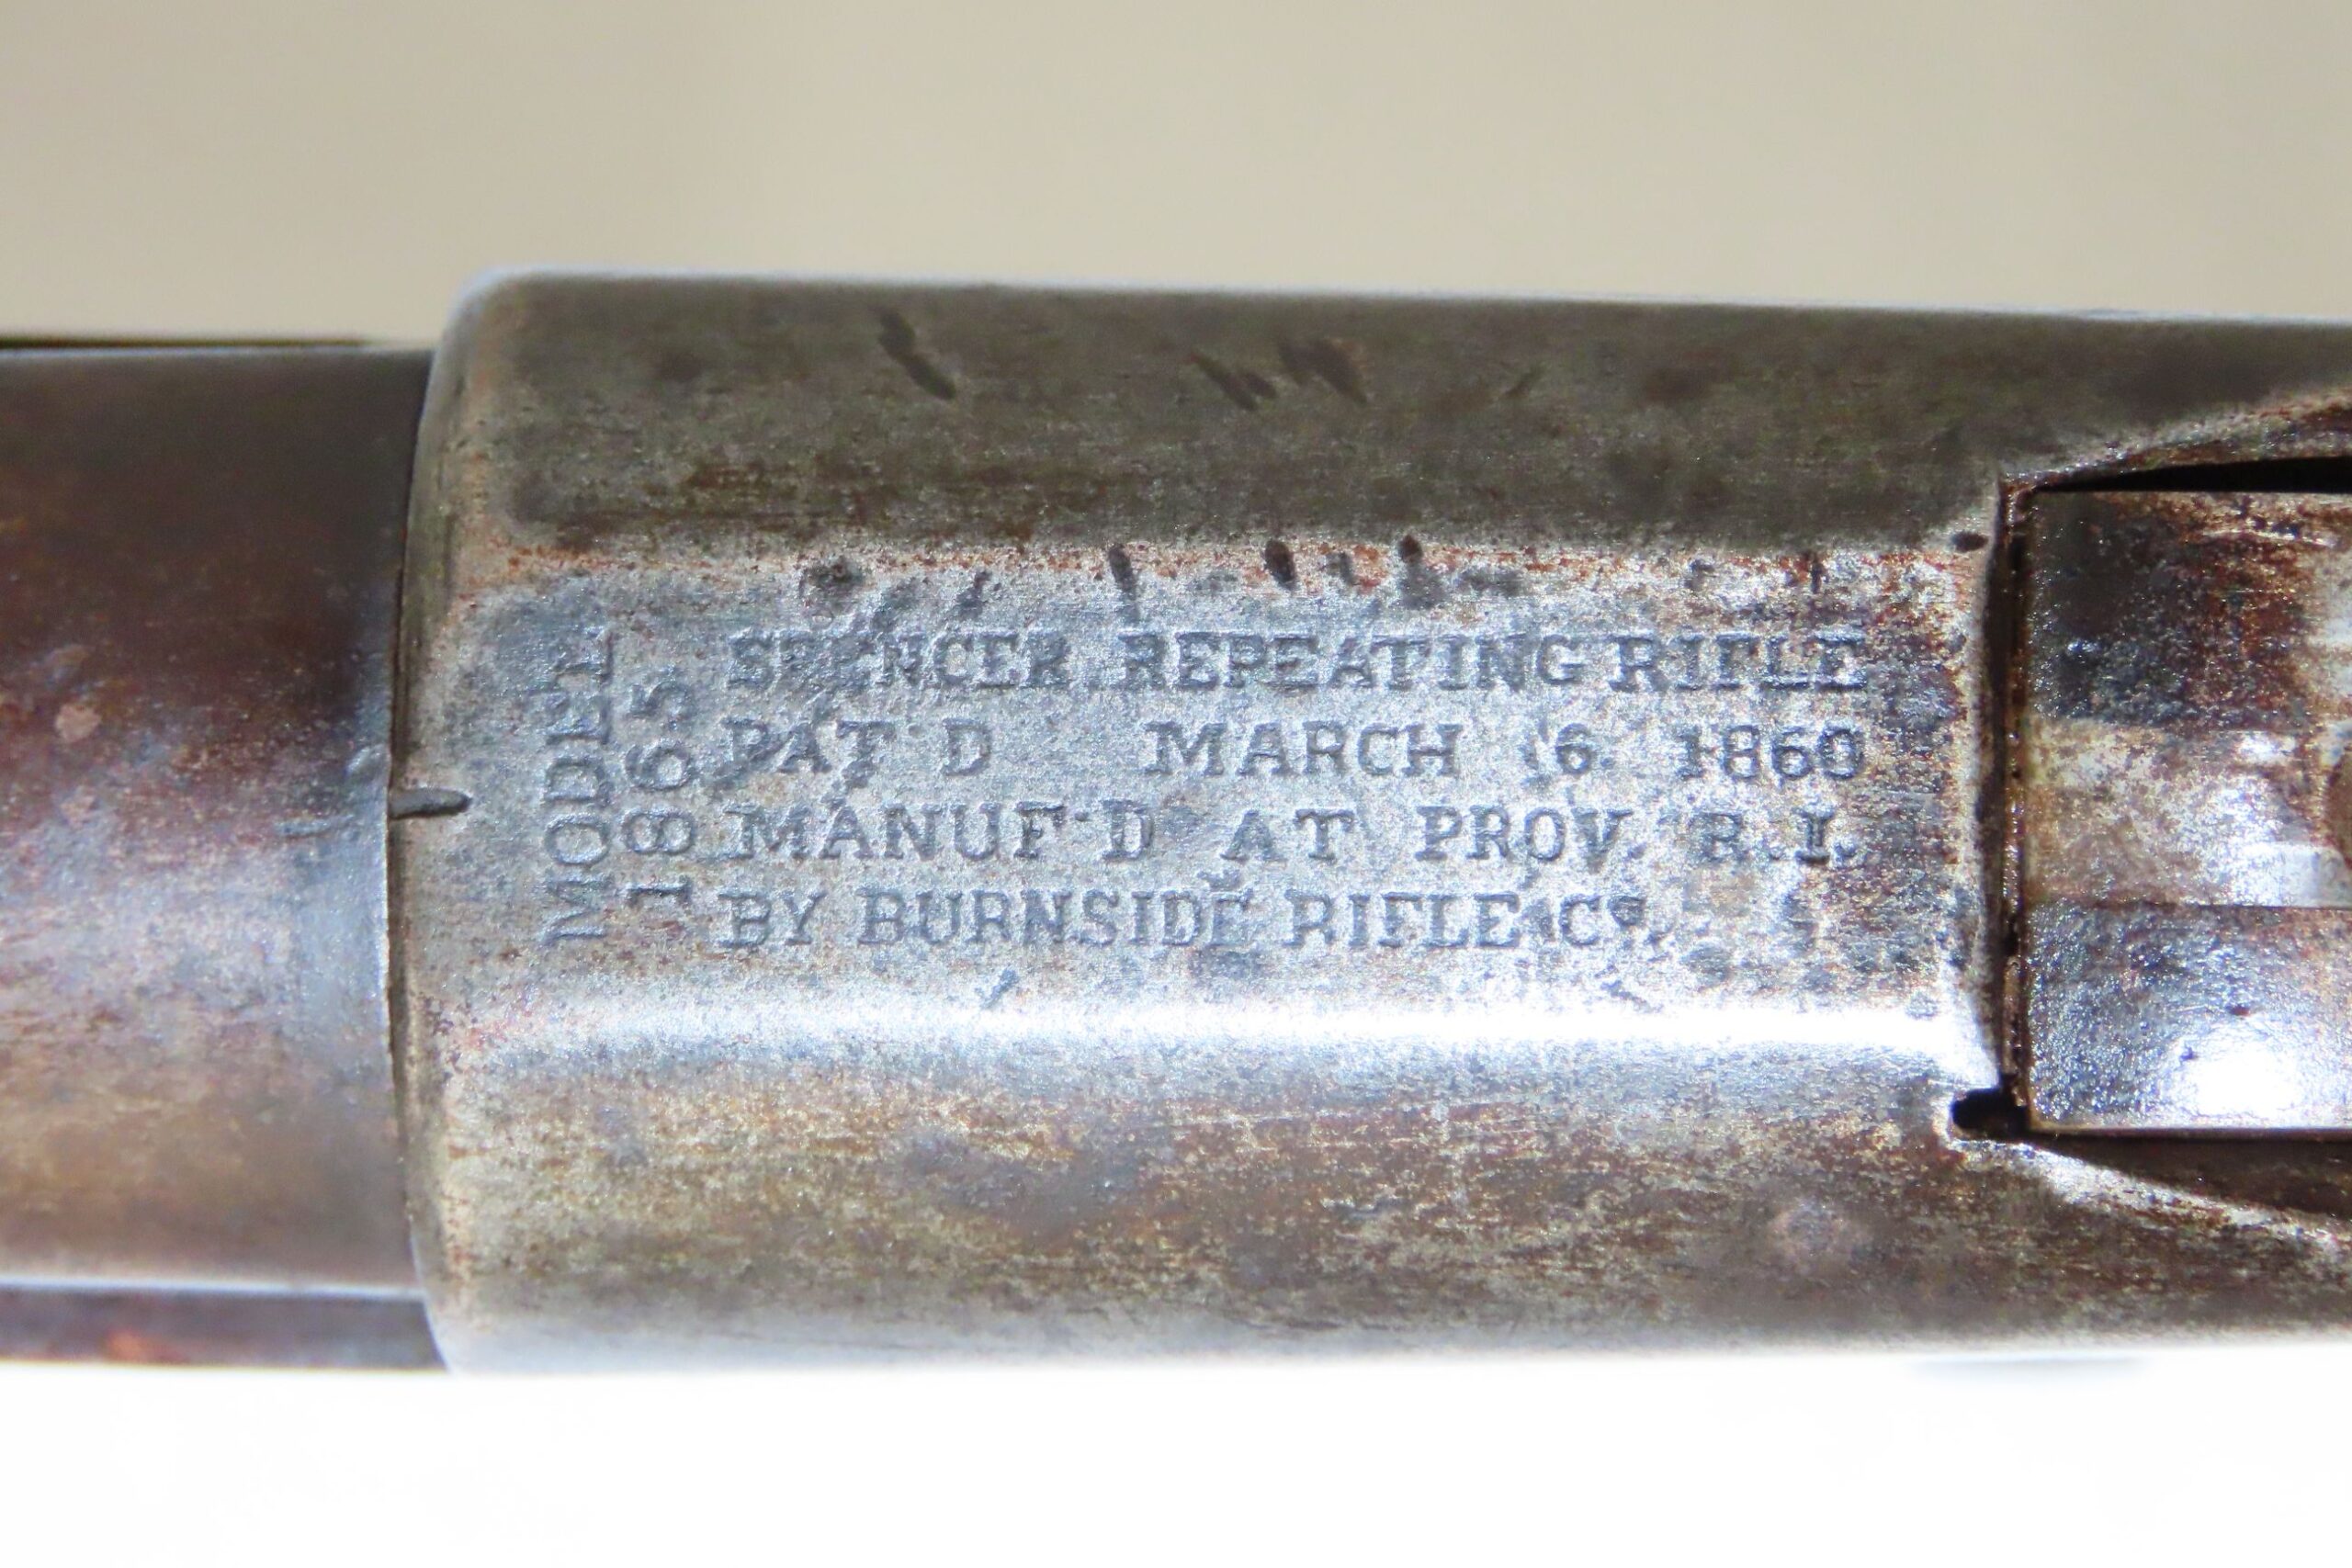 MODEL
1865
SPENCER REPEATING RIFLE
PAT'D MARCH 6. 1860
MANUF'D AT PROV. R.I.
BY BURNSIDE RIFLE Co.